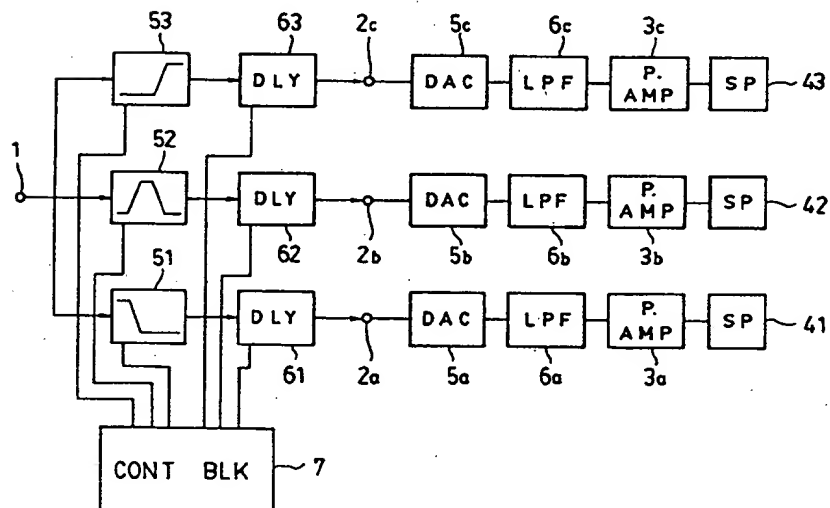 53 63 2c 5c 6c 3c
DLY DAC LPF P. AMP SP 43
1 52
DLY DAC LPF P. AMP SP 42
62 2b 5b 6b 3b
51
DLY DAC LPF P. AMP SP 41
61 2a 5a 6a 3a
CONT BLK 7